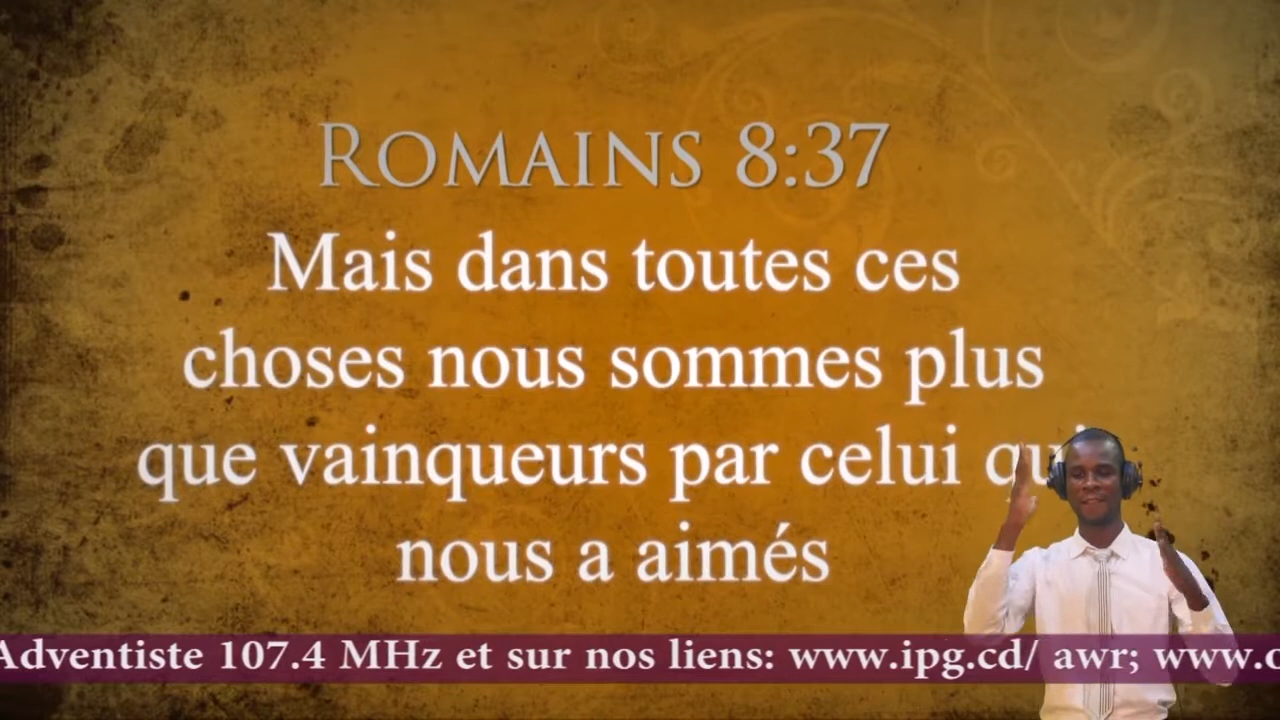 ROMAINS 8:37
Mais dans toutes ces
choses nous sommes plus
que vainqueurs par celui qui
nous a aimés
Adventiste 107.4 MHz et sur nos liens: www.ipg.cd/ awr; www.